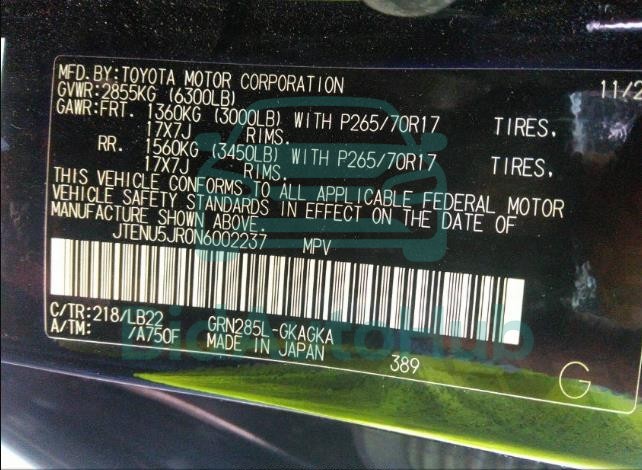 MFD.BY:TOYOTA MOTOR CORPORATION 11/2
GVWR:2855KG (6300LB)
GAWR:FRT. 1360KG (3000LB) WITH P265/70R17 TIRES,
17X7J RIMS.
RR. 1560KG (3450LB) WITH P265/70R17 TIRES,
17X7J RIMS.
THIS VEHICLE CONFORMS TO ALL APPLICABLE FEDERAL MOTOR
VEHICLE SAFETY STANDARDS IN EFFECT ON THE DATE OF
MANUFACTURE SHOWN ABOVE.
JTENU5JR0N6002237 MPV
C/TR:218/LB22 GRN285L-GKAGKA
A/TM: /A750F MADE IN JAPAN 389
G
BidAutoHub